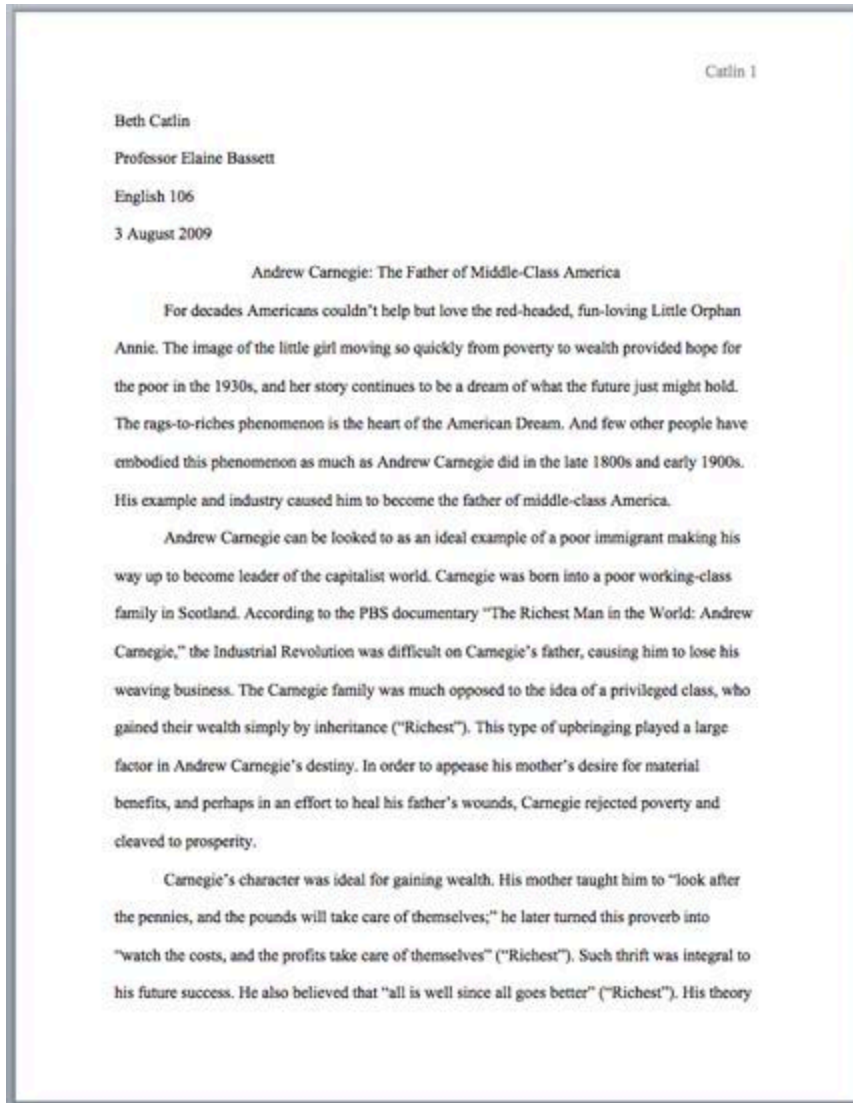 Catlin 1
Beth Catlin
Professor Elaine Bassett
English 106
3 August 2009
Andrew Carnegie: The Father of Middle-Class America
For decades Americans couldn’t help but love the red-headed, fun-loving Little Orphan
Annie. The image of the little girl moving so quickly from poverty to wealth provided hope for
the poor in the 1930s, and her story continues to be a dream of what the future just might hold.
The rags-to-riches phenomenon is the heart of the American Dream. And few other people have
embodied this phenomenon as much as Andrew Carnegie did in the late 1800s and early 1900s.
His example and industry caused him to become the father of middle-class America.
Andrew Carnegie can be looked to as an ideal example of a poor immigrant making his
way up to become leader of the capitalist world. Carnegie was born into a poor working-class
family in Scotland. According to the PBS documentary “The Richest Man in the World: Andrew
Carnegie,” the Industrial Revolution was difficult on Carnegie’s father, causing him to lose his
weaving business. The Carnegie family was much opposed to the idea of a privileged class, who
gained their wealth simply by inheritance (“Richest”). This type of upbringing played a large
factor in Andrew Carnegie’s destiny. In order to appease his mother’s desire for material
benefits, and perhaps in an effort to heal his father’s wounds, Carnegie rejected poverty and
cleaved to prosperity.
Carnegie’s character was ideal for gaining wealth. His mother taught him to “look after
the pennies, and the pounds will take care of themselves;” he later turned this proverb into
“watch the costs, and the profits take care of themselves” (“Richest”). Such thrift was integral to
his future success. He also believed that “all is well since all goes better” (“Richest”). His theory